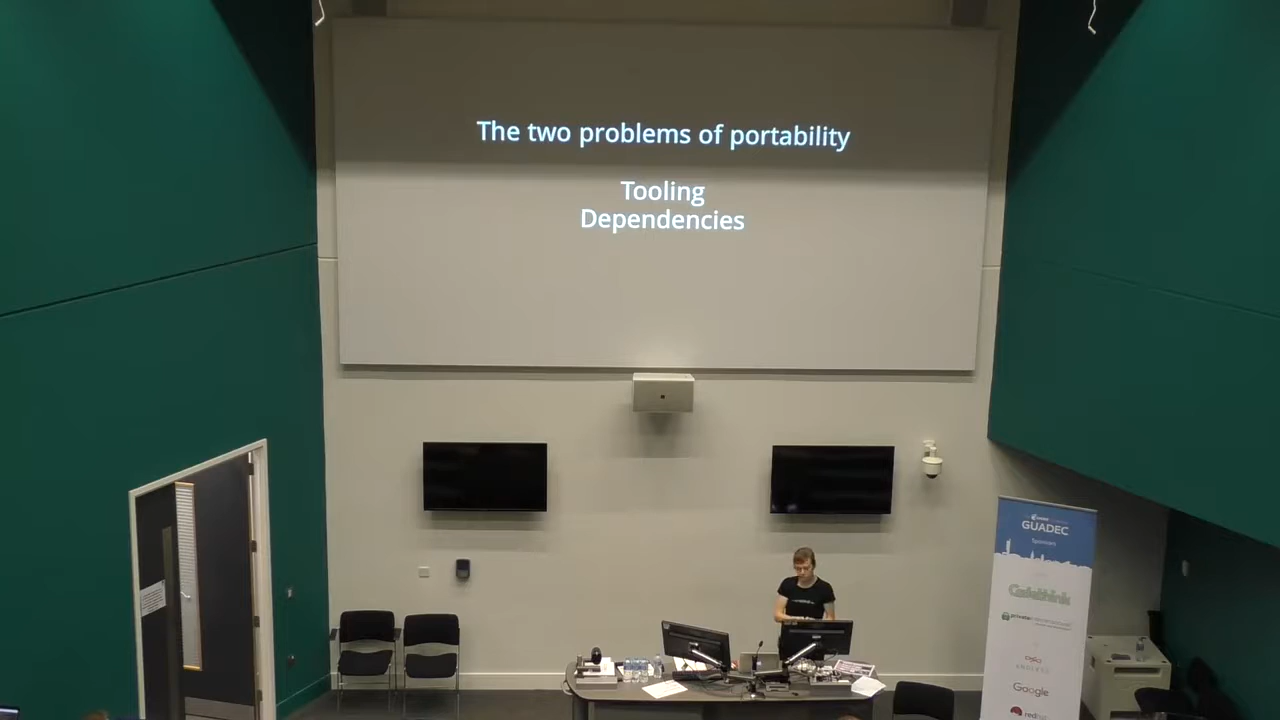 The two problems of portability
Tooling
Dependencies
GUADEC
Sponsors
Codethink
Google